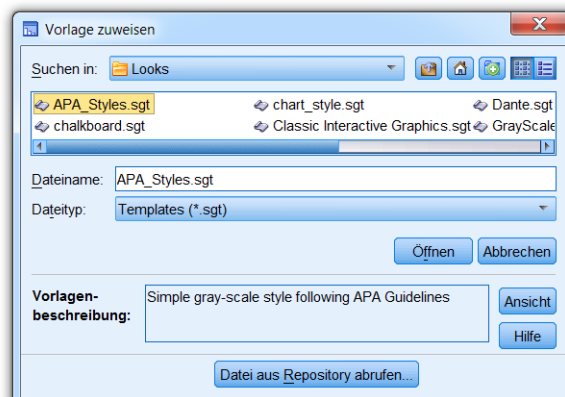 Vorlage zuweisen
Suchen in: Looks
APA_Styles.sgt chart_style.sgt Dante.sgt
chalkboard.sgt Classic Interactive Graphics.sgt GrayScale
Dateiname: APA_Styles.sgt
Dateityp: Templates (*.sgt)
Öffnen Abbrechen
Vorlagen- Simple gray-scale style following APA Guidelines Ansicht
beschreibung:
Hilfe
Datei aus Repository abrufen...